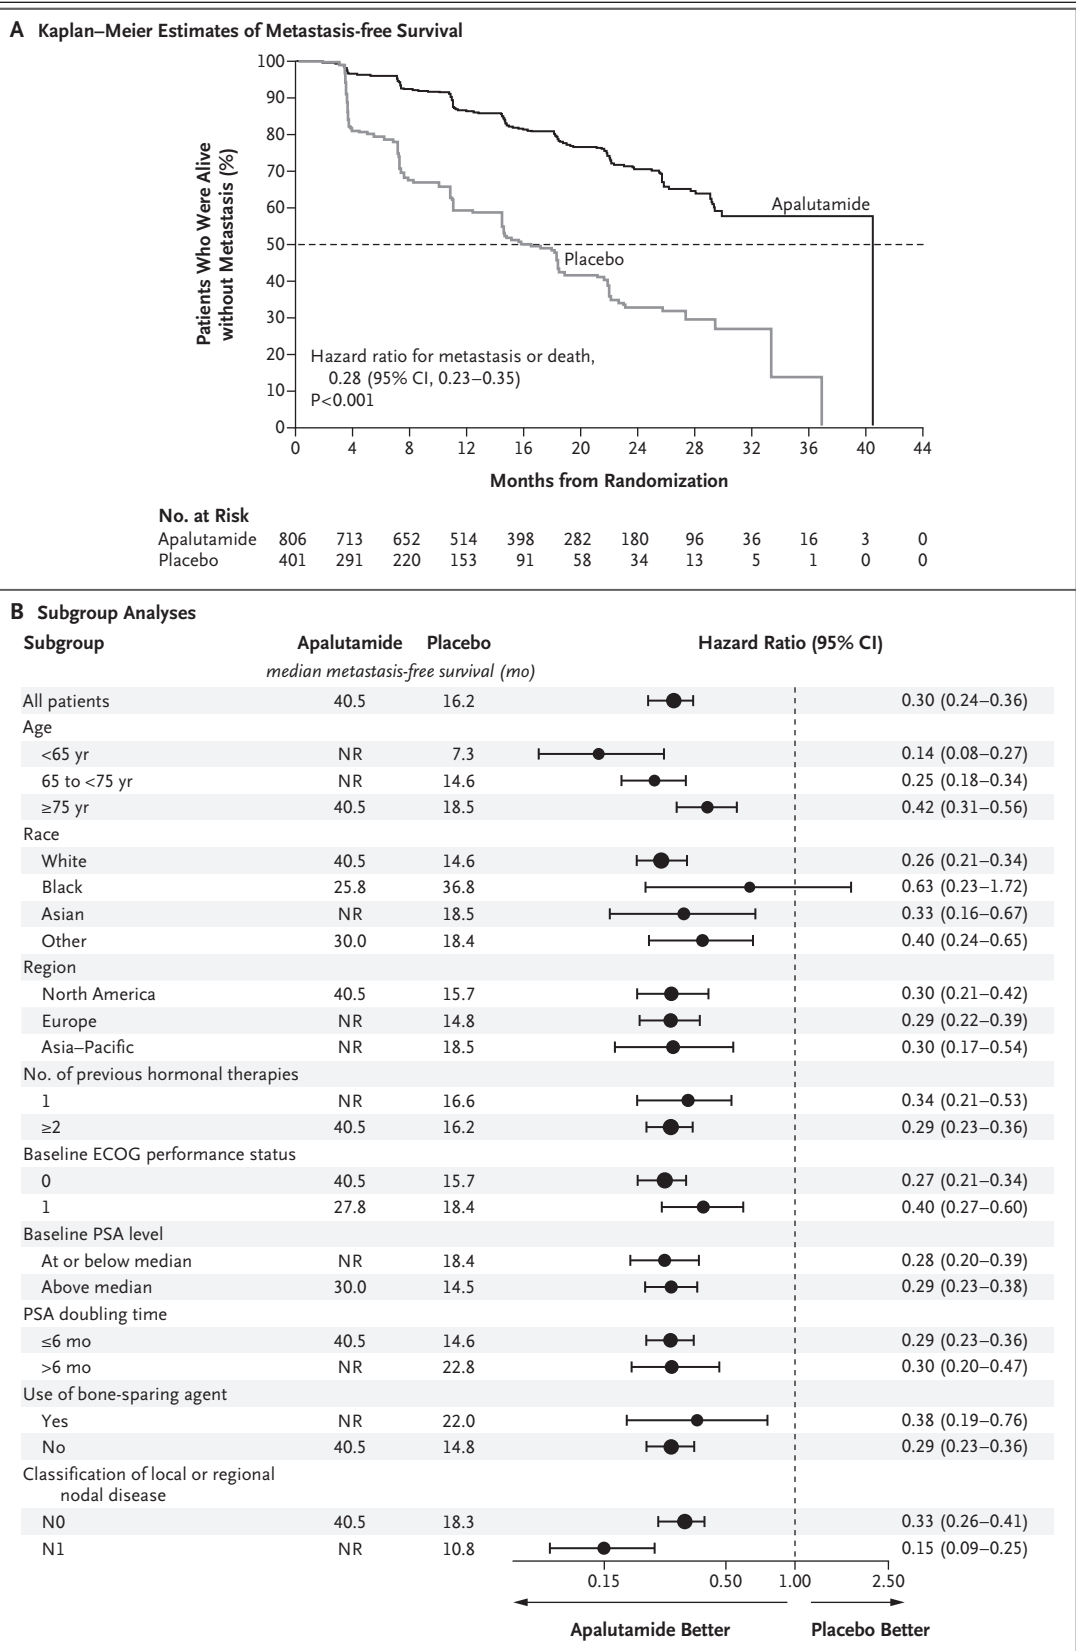 A Kaplan–Meier Estimates of Metastasis-free Survival
100
90
80
70
60
50
40
30
20
10
0
Patients Who Were Alive
without Metastasis (%)
Apalutamide
Placebo
Hazard ratio for metastasis or death,
0.28 (95% CI, 0.23–0.35)
P<0.001
0 4 8 12 16 20 24 28 32 36 40 44
Months from Randomization
No. at Risk
Apalutamide 806 713 652 514 398 282 180 96 36 16 3 0
Placebo 401 291 220 153 91 58 34 13 5 1 0 0
B Subgroup Analyses
Subgroup Apalutamide Placebo Hazard Ratio (95% CI)
median metastasis-free survival (mo)
All patients 40.5 16.2 0.30 (0.24–0.36)
Age
<65 yr NR 7.3 0.14 (0.08–0.27)
65 to <75 yr NR 14.6 0.25 (0.18–0.34)
≥75 yr 40.5 18.5 0.42 (0.31–0.56)
Race
White 40.5 14.6 0.26 (0.21–0.34)
Black 25.8 36.8 0.63 (0.23–1.72)
Asian NR 18.5 0.33 (0.16–0.67)
Other 30.0 18.4 0.40 (0.24–0.65)
Region
North America 40.5 15.7 0.30 (0.21–0.42)
Europe NR 14.8 0.29 (0.22–0.39)
Asia–Pacific NR 18.5 0.30 (0.17–0.54)
No. of previous hormonal therapies
1 NR 16.6 0.34 (0.21–0.53)
≥2 40.5 16.2 0.29 (0.23–0.36)
Baseline ECOG performance status
0 40.5 15.7 0.27 (0.21–0.34)
1 27.8 18.4 0.40 (0.27–0.60)
Baseline PSA level
At or below median NR 18.4 0.28 (0.20–0.39)
Above median 30.0 14.5 0.29 (0.23–0.38)
PSA doubling time
≤6 mo 40.5 14.6 0.29 (0.23–0.36)
>6 mo NR 22.8 0.30 (0.20–0.47)
Use of bone-sparing agent
Yes NR 22.0 0.38 (0.19–0.76)
No 40.5 14.8 0.29 (0.23–0.36)
Classification of local or regional
nodal disease
N0 40.5 18.3 0.33 (0.26–0.41)
N1 NR 10.8 0.15 (0.09–0.25)
0.15 0.50 1.00 2.50
Apalutamide Better Placebo Better